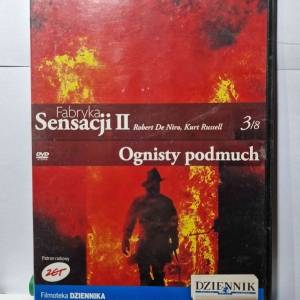 Fabryka
Sensacji II Robert De Niro, Kurt Russell 3/8
DVD Ognisty podmuch
Patron radiowy
ZET
Filmoteka DZIENNIKA
DZIENNIK